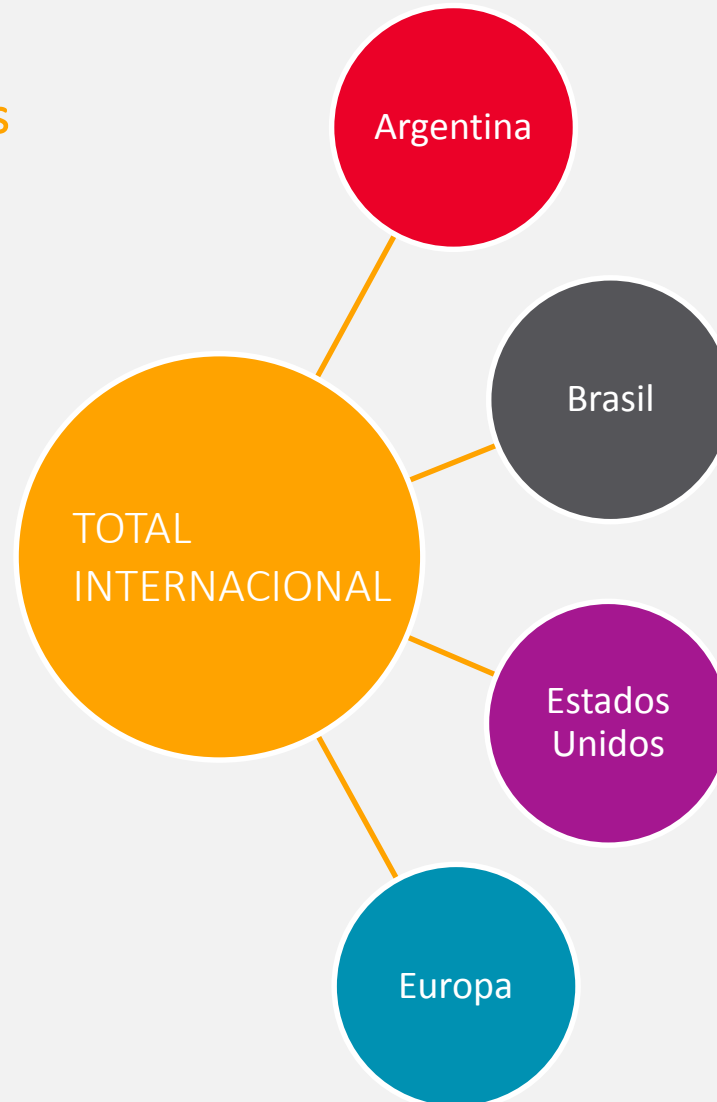 Argentina
Brasil
TOTAL
INTERNACIONAL
Estados
Unidos
Europa